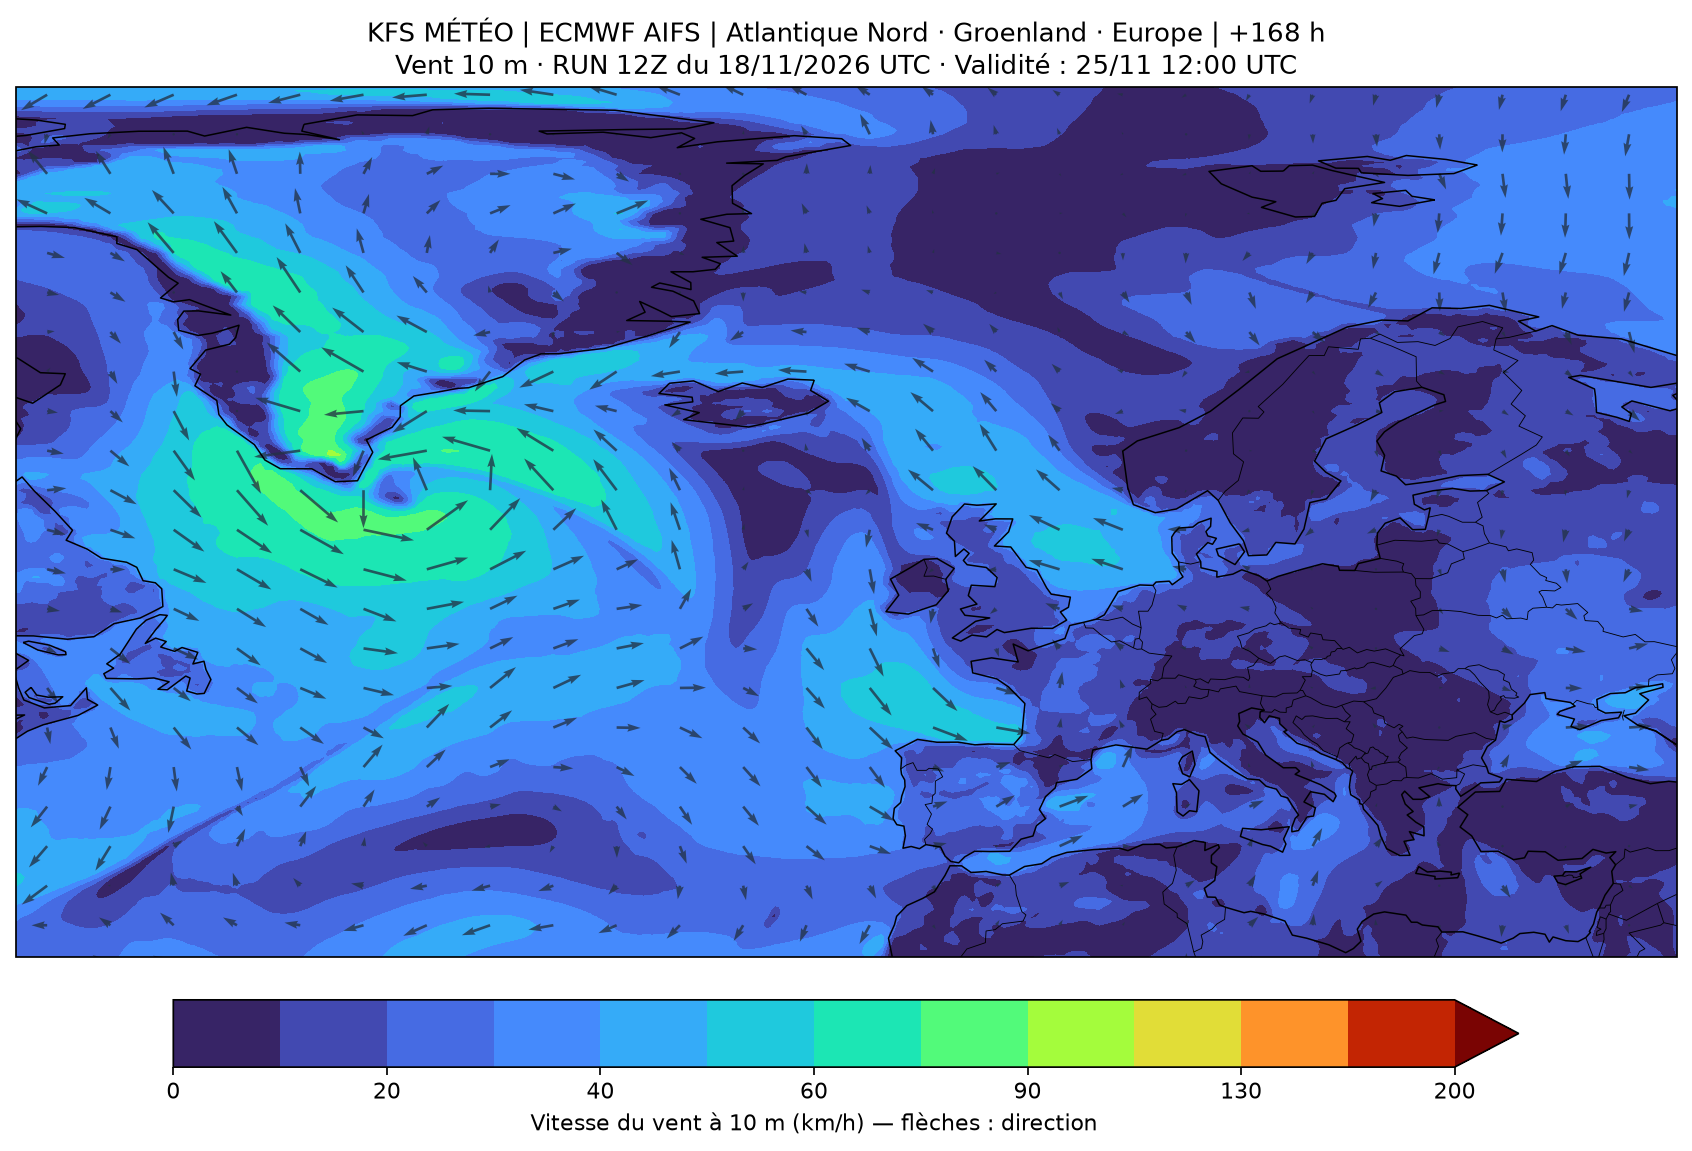 KFS MÉTÉO | ECMWF AIFS | Atlantique Nord · Groenland · Europe | +168 h
Vent 10 m · RUN 12Z du 18/11/2026 UTC · Validité : 25/11 12:00 UTC
0 20 40 60 90 130 200
Vitesse du vent à 10 m (km/h) — flèches : direction